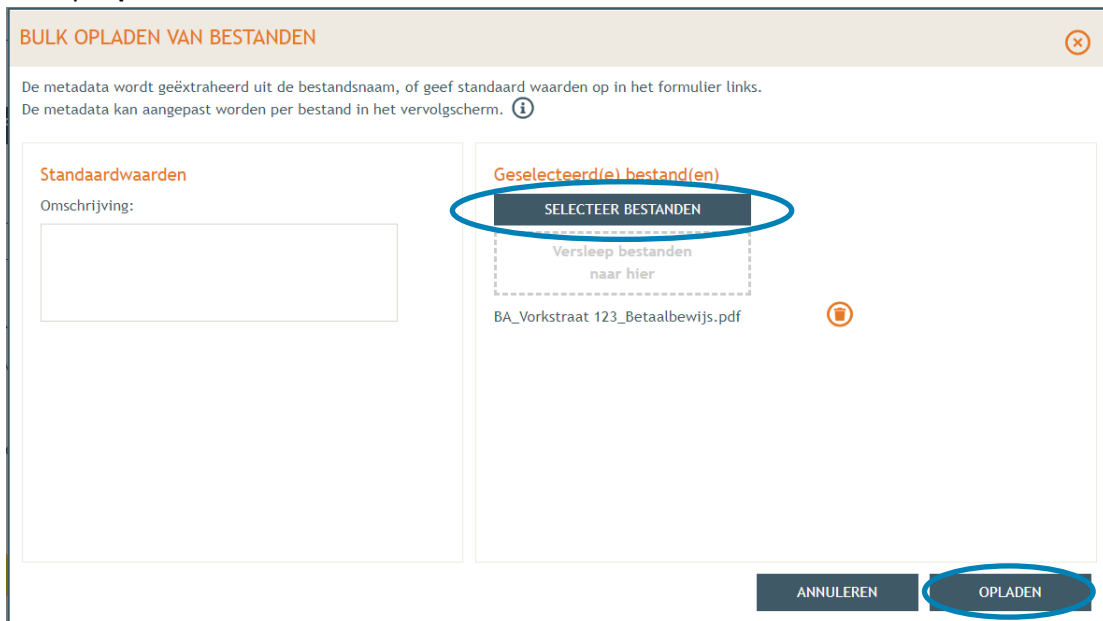 BULK OPLADEN VAN BESTANDEN
De metadata wordt geëxtraheerd uit de bestandsnaam, of geef standaard waarden op in het formulier links.
De metadata kan aangepast worden per bestand in het vervolgscherm.
Standaardwaarden
Omschrijving:
Geselecteerd(e) bestand(en)
SELECTEER BESTANDEN
Versleep bestanden
naar hier
BA_Vorkstraat 123_Betaalbewijs.pdf
ANNULEREN
OPLADEN